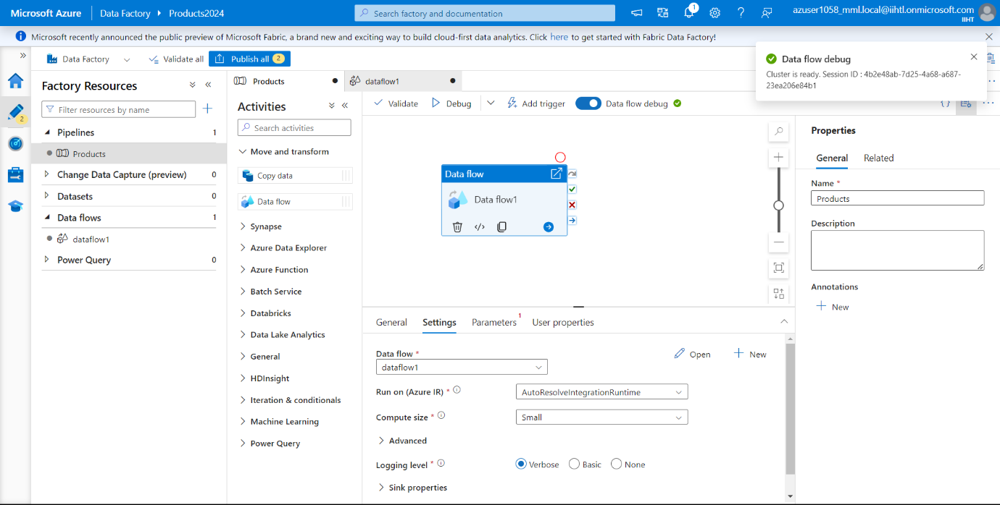 Microsoft Azure
Data Factory
Products2024
Search factory and documentation
1
azuser1058_mml.local@iihtl.onmicrosoft.com
IIHT
Microsoft recently announced the public preview of Microsoft Fabric, a brand new and exciting way to build cloud-first data analytics. Click here to get started with Fabric Data Factory!
Data Factory
Validate all
Publish all 2
Data flow debug
Cluster is ready. Session ID : 4b2e48ab-7d25-4a68-a687-
23ea206e84b1
2
Factory Resources
Filter resources by name
Pipelines 1
Products
Change Data Capture (preview) 0
Datasets 0
Data flows 1
dataflow1
Power Query 0
Products
dataflow1
Activities
Search activities
Move and transform
Copy data
Data flow
Synapse
Azure Data Explorer
Azure Function
Batch Service
Databricks
Data Lake Analytics
General
HDInsight
Iteration & conditionals
Machine Learning
Power Query
Validate
Debug
Add trigger
Data flow debug
Data flow
Data flow1
General
Settings
Parameters 1
User properties
Data flow *
dataflow1
Open
New
Run on (Azure IR) *
AutoResolveIntegrationRuntime
Compute size *
Small
Advanced
Logging level *
Verbose
Basic
None
Sink properties
Properties
General
Related
Name *
Products
Description
Annotations
New